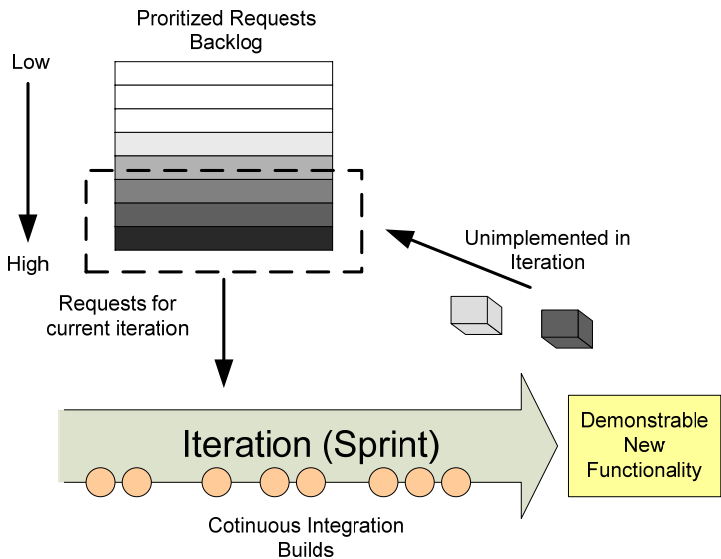 Proritized Requests
Backlog
Low
High
Unimplemented in
Iteration
Requests for
current iteration
Iteration (Sprint)
Demonstrable
New
Functionality
Cotinuous Integration
Builds